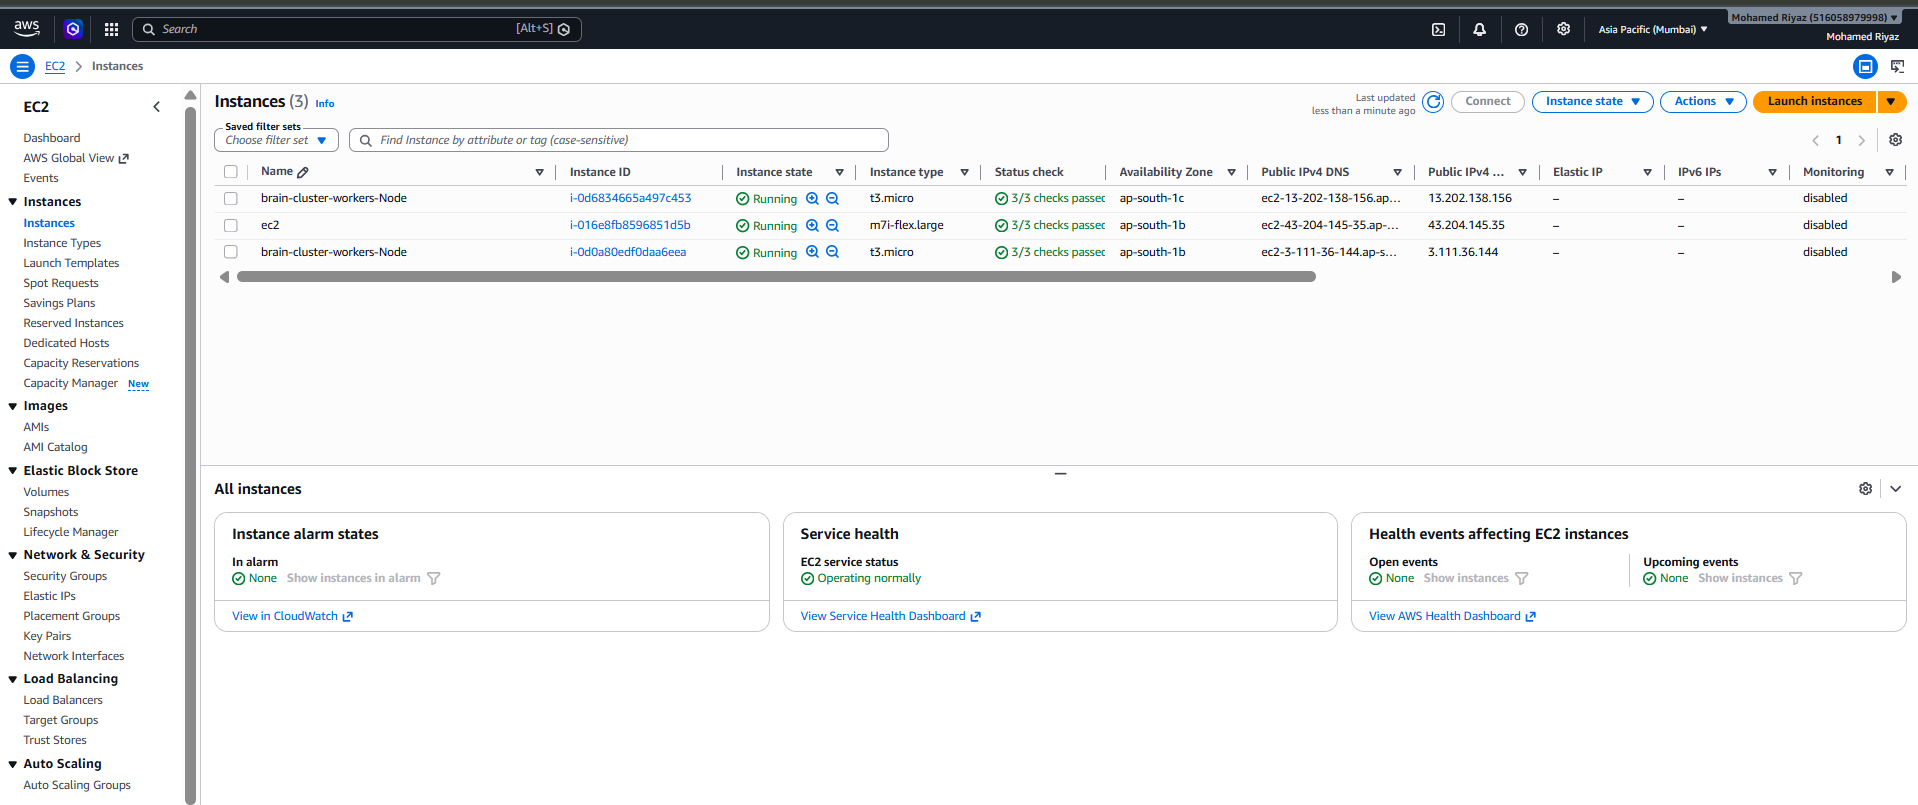 aws
Search [Alt+S]
Asia Pacific (Mumbai)
Mohamed Riyaz (516058979998)
Mohamed Riyaz
EC2 Instances
EC2
Dashboard
AWS Global View
Events
Instances
Instances
Instance Types
Launch Templates
Spot Requests
Savings Plans
Reserved Instances
Dedicated Hosts
Capacity Reservations
Capacity Manager New
Images
AMIs
AMI Catalog
Elastic Block Store
Volumes
Snapshots
Lifecycle Manager
Network & Security
Security Groups
Elastic IPs
Placement Groups
Key Pairs
Network Interfaces
Load Balancing
Load Balancers
Target Groups
Trust Stores
Auto Scaling
Auto Scaling Groups
Instances (3) Info
Last updated
less than a minute ago
Connect
Instance state
Actions
Launch instances
Saved filter sets
Choose filter set
Find Instance by attribute or tag (case-sensitive)
1
Name Instance ID Instance state Instance type Status check Availability Zone Public IPv4 DNS Public IPv4 ... Elastic IP IPv6 IPs Monitoring
brain-cluster-workers-Node i-0d6834665a497c453 Running t3.micro 3/3 checks passed ap-south-1c ec2-13-202-138-156.ap... 13.202.138.156 – – disabled
ec2 i-016e8fb8596851d5b Running m7i-flex.large 3/3 checks passed ap-south-1b ec2-43-204-145-35.ap-... 43.204.145.35 – – disabled
brain-cluster-workers-Node i-0d0a80edf0daa6eea Running t3.micro 3/3 checks passed ap-south-1b ec2-3-111-36-144.ap-s... 3.111.36.144 – – disabled
All instances
Instance alarm states
In alarm
None Show instances in alarm
View in CloudWatch
Service health
EC2 service status
Operating normally
View Service Health Dashboard
Health events affecting EC2 instances
Open events
None Show instances
Upcoming events
None Show instances
View AWS Health Dashboard